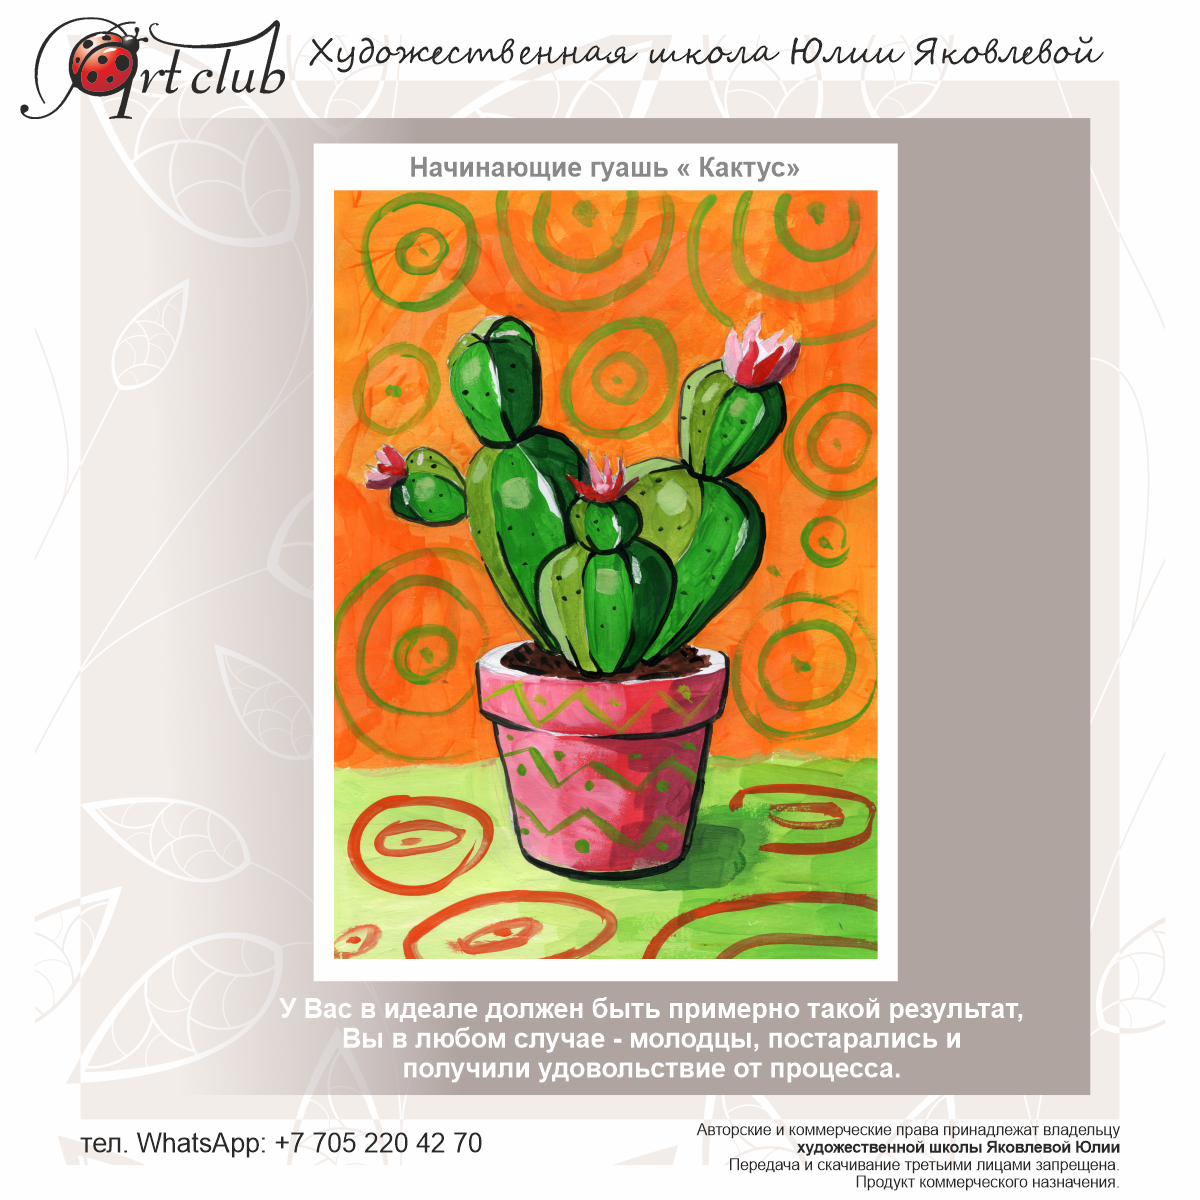 Art club
Художественная школа Юлии Яковлевой
Начинающие гуашь « Кактус»
У Вас в идеале должен быть примерно такой результат,
Вы в любом случае - молодцы, постарались и
получили удовольствие от процесса.
тел. WhatsApp: +7 705 220 42 70
Авторские и коммерческие права принадлежат владельцу
художественной школы Яковлевой Юлии
Передача и скачивание третьими лицами запрещена.
Продукт коммерческого назначения.